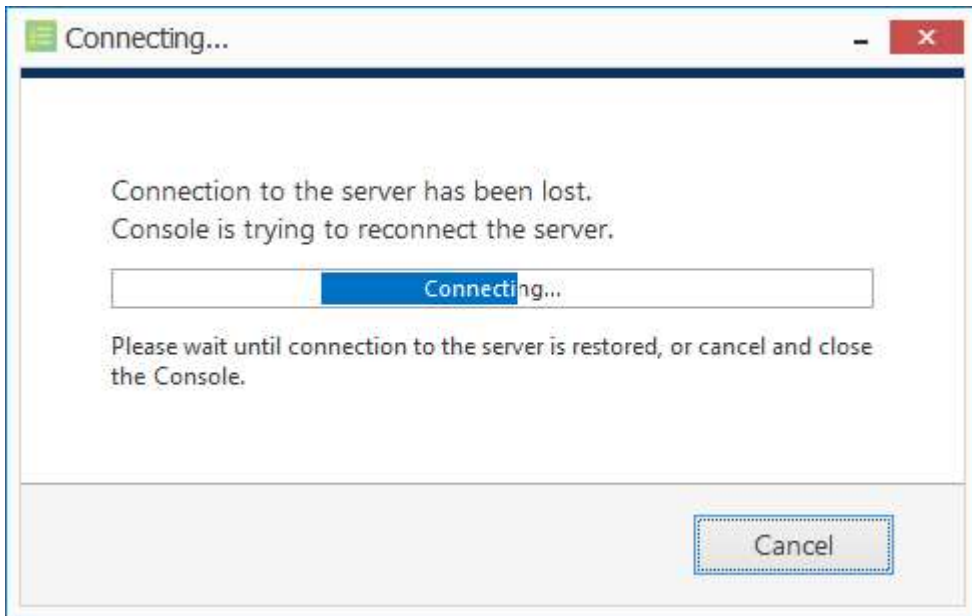 Connecting...
Connection to the server has been lost.
Console is trying to reconnect the server.
Connecting...
Please wait until connection to the server is restored, or cancel and close
the Console.
Cancel